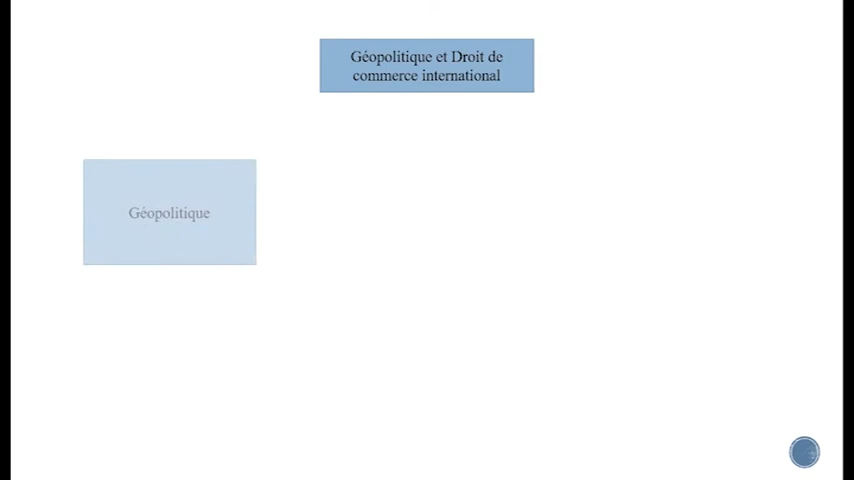 Géopolitique et Droit de
commerce international
Géopolitique